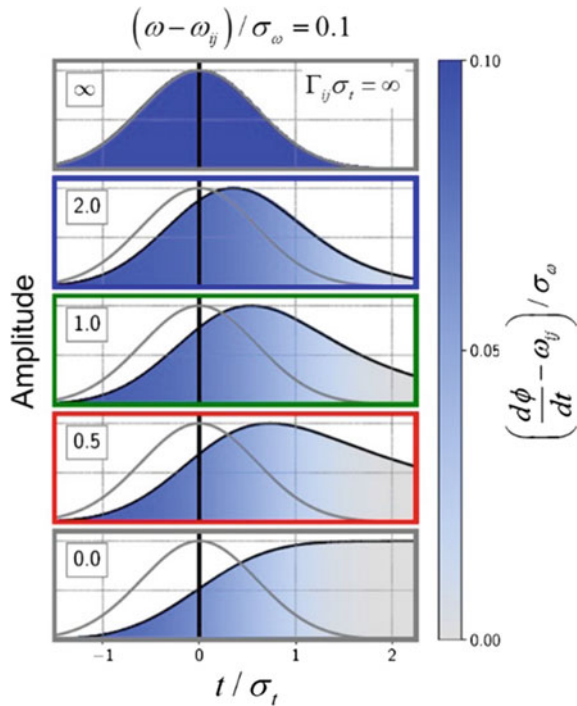 (ω − ω_ij) / σ_ω = 0.1
∞
Γ_ij σ_t = ∞
2.0
1.0
0.5
0.0
Amplitude
−1
0
1
2
t / σ_t
0.10
0.05
0.00
(dϕ/dt − ω_ij) / σ_ω